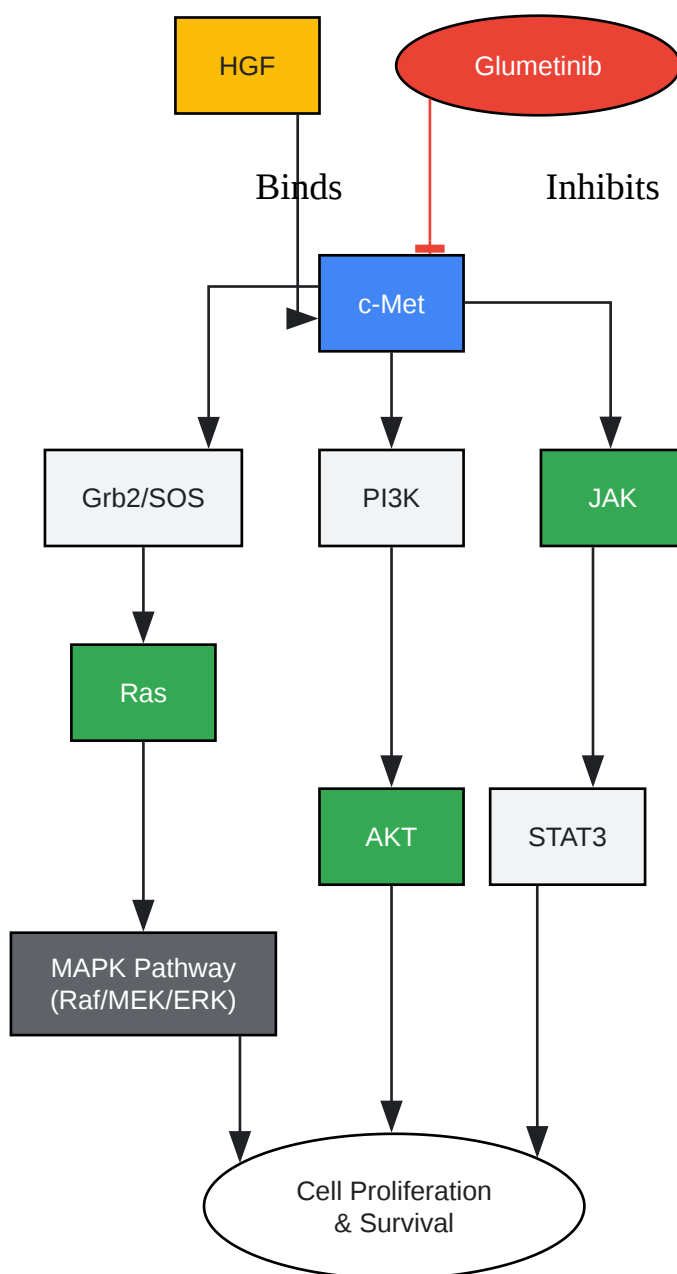 HGF
Glumetinib
Binds
Inhibits
c-Met
Grb2/SOS
PI3K
JAK
Ras
AKT
STAT3
MAPK Pathway
(Raf/MEK/ERK)
Cell Proliferation
& Survival